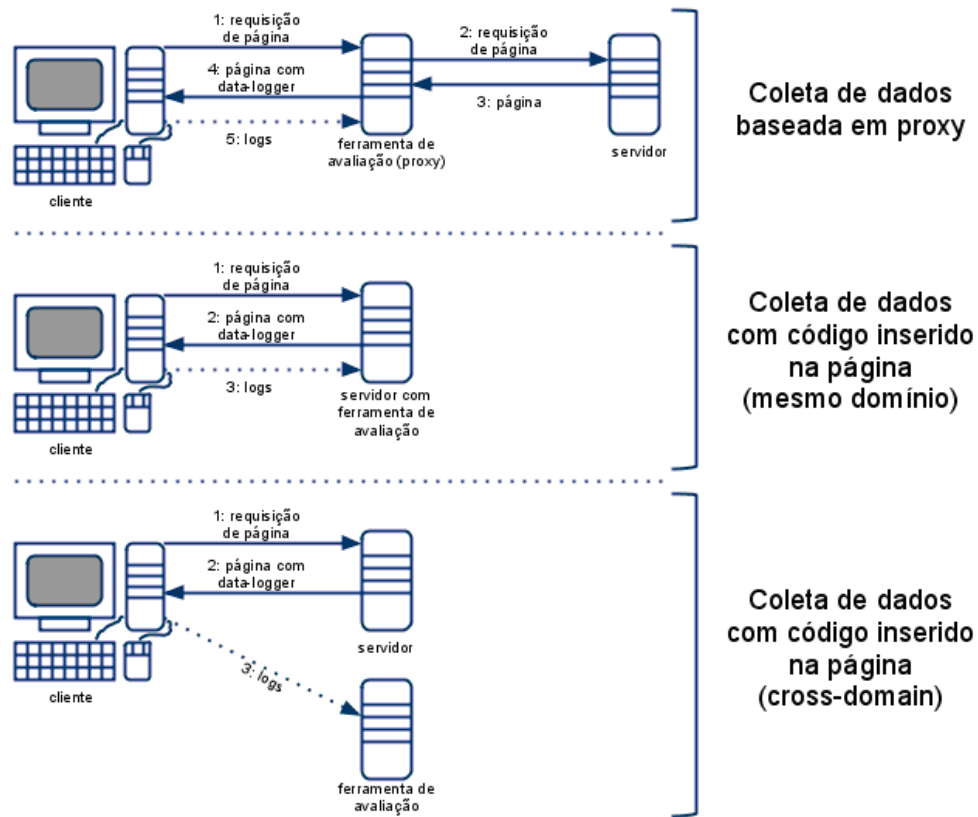 1: requisição
de página
2: requisição
de página
4: página com
data-logger
3: página
5: logs
ferramenta de
avaliação (proxy)
servidor
cliente
Coleta de dados
baseada em proxy
1: requisição
de página
2: página com
data-logger
3: logs
servidor com
ferramenta de
avaliação
cliente
Coleta de dados
com código inserido
na página
(mesmo domínio)
1: requisição
de página
2: página com
data-logger
servidor
3: logs
cliente
ferramenta de
avaliação
Coleta de dados
com código inserido
na página
(cross-domain)